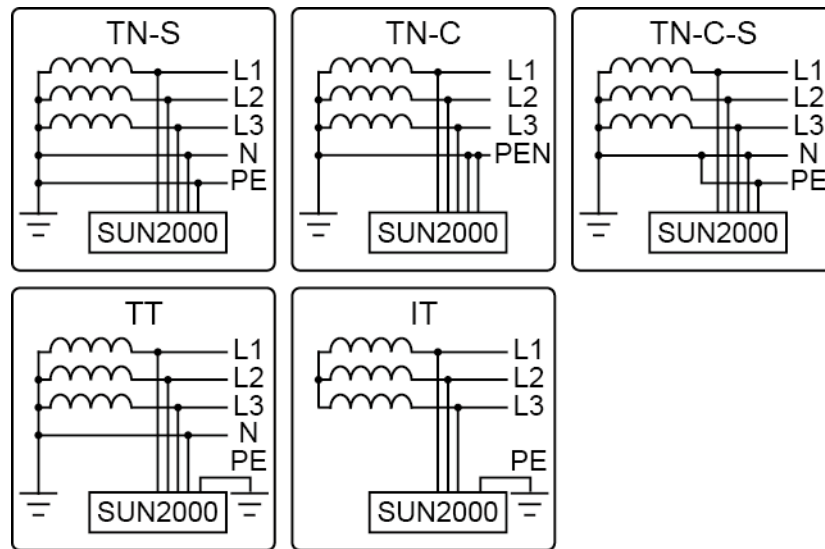 TN-S
L1
L2
L3
N
PE
SUN2000
TN-C
L1
L2
L3
PEN
SUN2000
TN-C-S
L1
L2
L3
N
PE
SUN2000
TT
L1
L2
L3
N
PE
SUN2000
IT
L1
L2
L3
PE
SUN2000